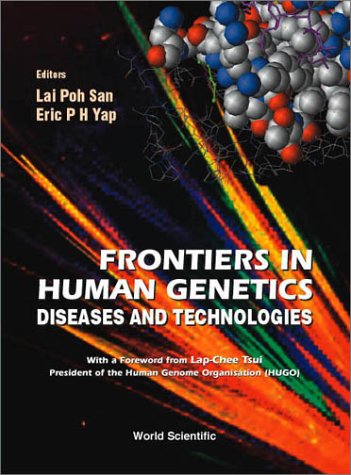 Editors
Lai Poh San
Eric P H Yap
FRONTIERS IN
HUMAN GENETICS
DISEASES AND TECHNOLOGIES
With a Foreword from Lap-Chee Tsui
President of the Human Genome Organisation (HUGO)
World Scientific